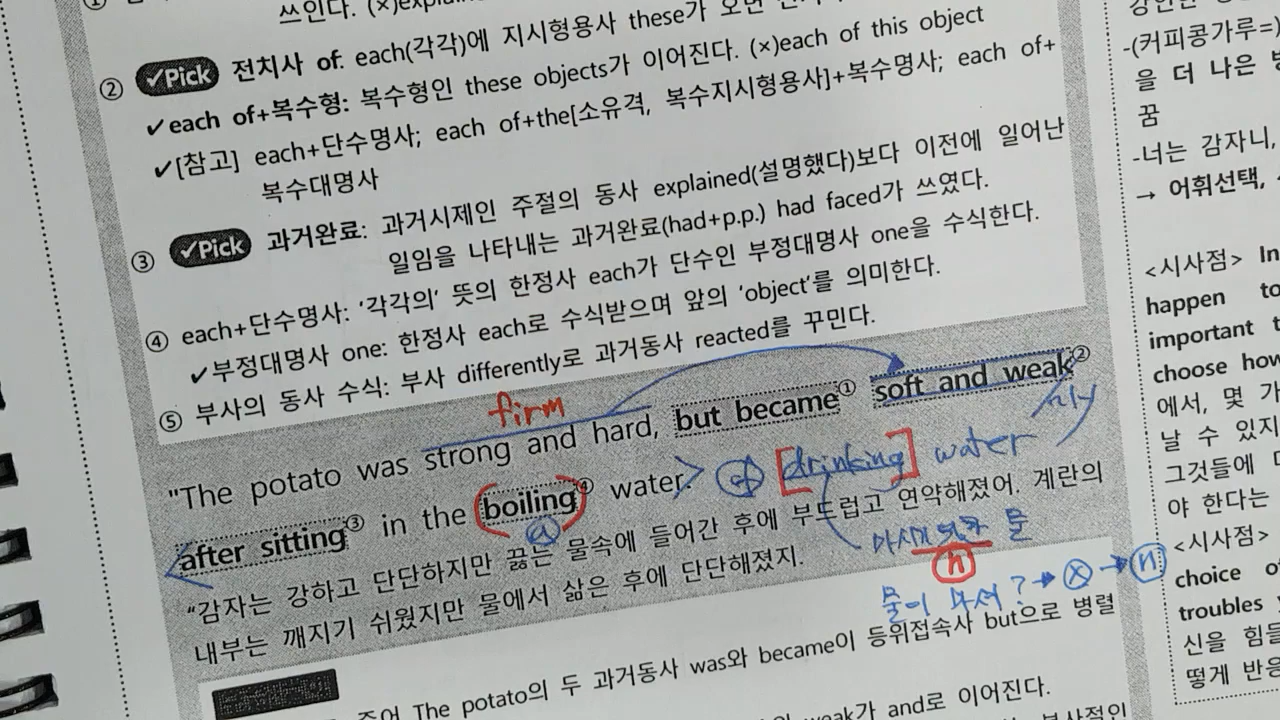 쓰인다. (×)explain
② ✓Pick 전치사 of: each(각각)에 지시형용사 these가 오면
✓each of+복수형: 복수형인 these objects가 이어진다. (×)each of this object
✓[참고] each+단수명사; each of+the[소유격, 복수지시형용사]+복수명사; each of+
복수대명사
③ ✓Pick 과거완료: 과거시제인 주절의 동사 explained(설명했다)보다 이전에 일어난
일임을 나타내는 과거완료(had+p.p.) had faced가 쓰였다.
④ each+단수명사: '각각의' 뜻의 한정사 each가 단수인 부정대명사 one을 수식한다.
✓부정대명사 one: 한정사 each로 수식받으며 앞의 'object'를 의미한다.
⑤ 부사의 동사 수식: 부사 differently로 과거동사 reacted를 꾸민다.
firm
"The potato was strong and hard, but became① soft and weak②
nly
after sitting③ in the boiling④ water. [drinking] water
ⓐ
"감자는 강하고 단단하지만 끓는 물속에 들어간 후에 부드럽고 연약해졌어. 계란의
마시기 위한 물
ⓝ
내부는 깨지기 쉬웠지만 물에서 삶은 후에 단단해졌지.
물이 마셔? → ⓧ → ⓝ
주어 The potato의 두 과거동사 was와 became이 등위접속사 but으로 병렬
weak가 and로 이어진다.
부사적인
-(커피콩가루=)
을 더 나은
꿈
-너는 감자니,
→ 어휘선택,
<시사점> In
happen to
important t
choose how
에서, 몇 가
날 수 있지
그것들에
야 한다는
<시사점>
choice o
troubles
신을 힘들
떻게 반응